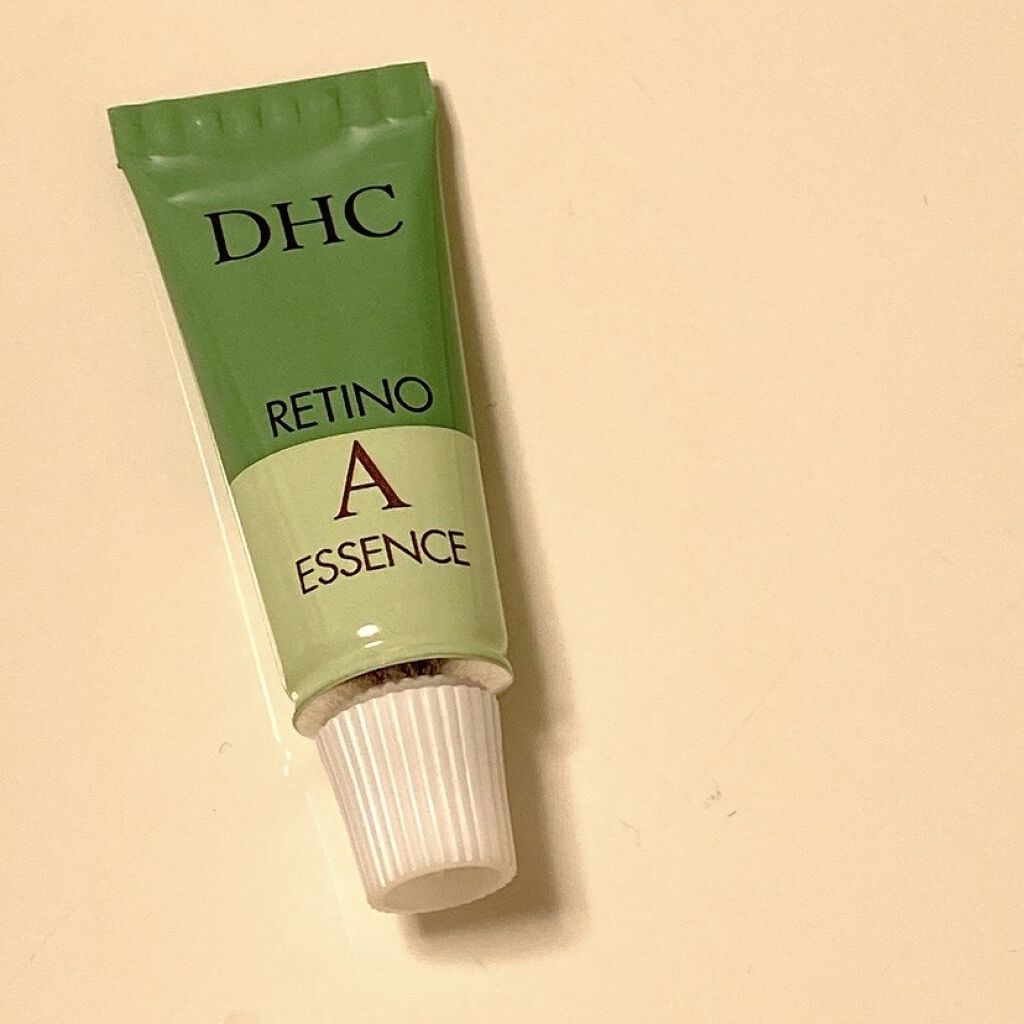 DHC
RETINO
A
ESSENCE